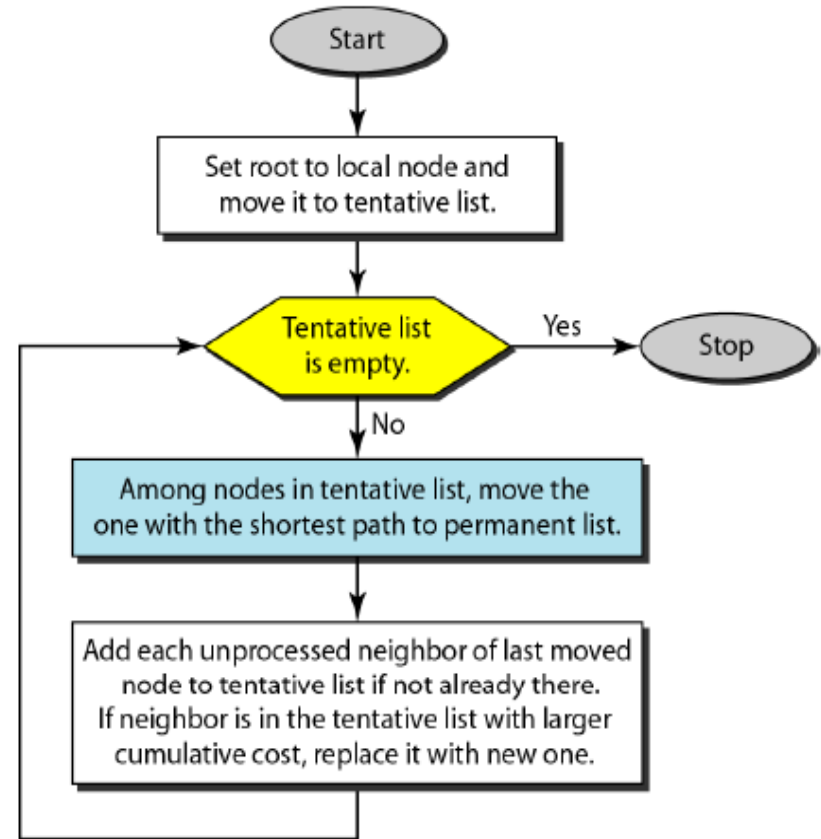 Start
Set root to local node and
move it to tentative list.
Tentative list
is empty.
Yes
Stop
No
Among nodes in tentative list, move the
one with the shortest path to permanent list.
Add each unprocessed neighbor of last moved
node to tentative list if not already there.
If neighbor is in the tentative list with larger
cumulative cost, replace it with new one.